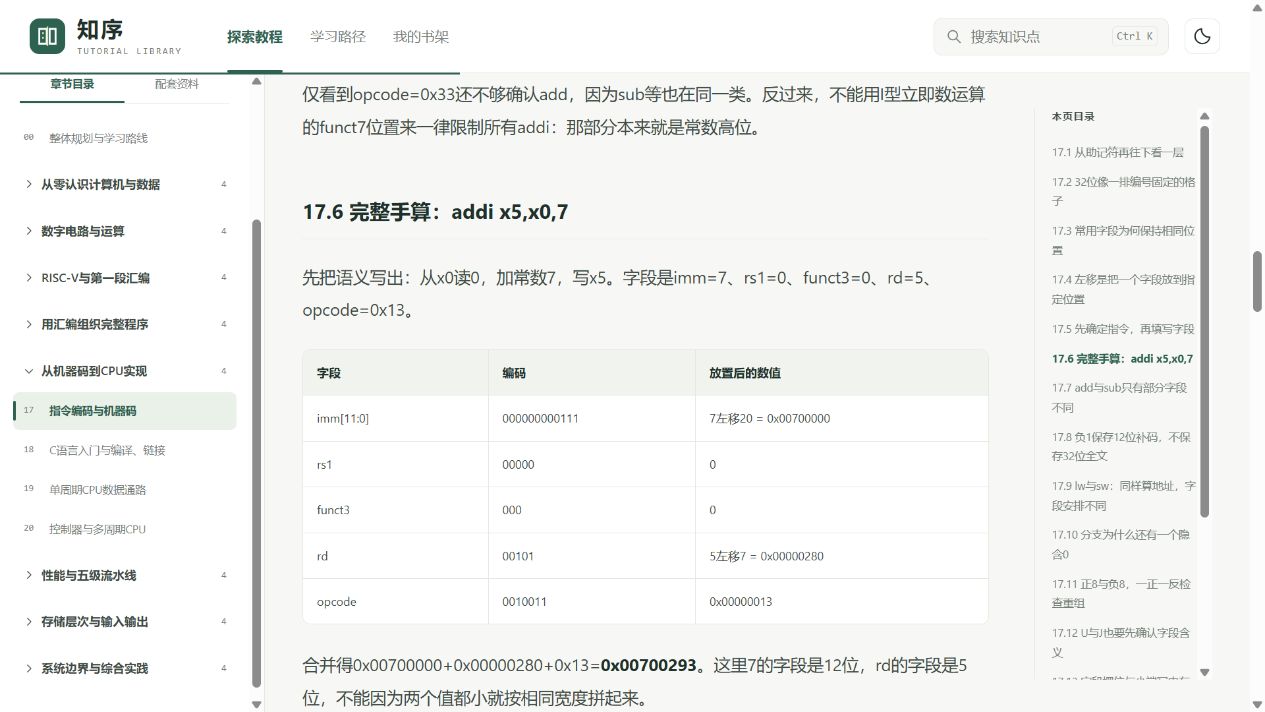 知序
TUTORIAL LIBRARY
探索教程
学习路径
我的书架
搜索知识点
Ctrl K
章节目录
配套资料
00 整体规划与学习路线
从零认识计算机与数据 4
数字电路与运算 4
RISC-V与第一段汇编 4
用汇编组织完整程序 4
从机器码到CPU实现 4
17 指令编码与机器码
18 C语言入门与编译、链接
19 单周期CPU数据通路
20 控制器与多周期CPU
性能与五级流水线 4
存储层次与输入输出 4
系统边界与综合实践 4
仅看到opcode=0x33还不够确认add，因为sub等也在同一类。反过来，不能用I型立即数运算
的funct7位置来一律限制所有addi：那部分本来就是常数高位。
17.6 完整手算：addi x5,x0,7
先把语义写出：从x0读0，加常数7，写x5。字段是imm=7、rs1=0、funct3=0、rd=5、
opcode=0x13。
字段 编码 放置后的数值
imm[11:0] 000000000111 7左移20 = 0x00700000
rs1 00000 0
funct3 000 0
rd 00101 5左移7 = 0x00000280
opcode 0010011 0x00000013
合并得0x00700000+0x00000280+0x13=0x00700293。这里7的字段是12位，rd的字段是5
位，不能因为两个值都小就按相同宽度拼起来。
本页目录
17.1 从助记符再往下看一层
17.2 32位像一排编号固定的格
子
17.3 常用字段为何保持相同位
置
17.4 左移是把一个字段放到指
定位置
17.5 先确定指令，再填写字段
17.6 完整手算：addi x5,x0,7
17.7 add与sub只有部分字段
不同
17.8 负1保存12位补码，不保
存32位全文
17.9 lw与sw：同样算地址，字
段安排不同
17.10 分支为什么还有一个隐
含0
17.11 正8与负8，一正一反检
查重组
17.12 U与J也要先确认字段含
义